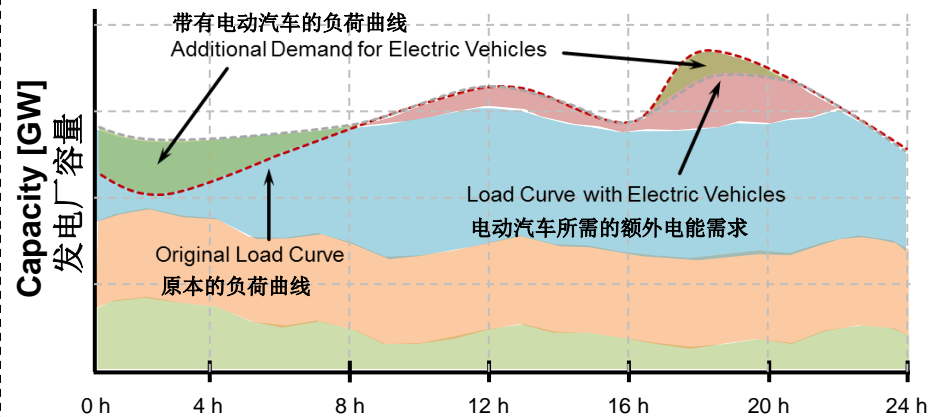 带有电动汽车的负荷曲线
Additional Demand for Electric Vehicles
Capacity [GW]
发电厂容量
Load Curve with Electric Vehicles
电动汽车所需的额外电能需求
Original Load Curve
原本的负荷曲线
0 h 4 h 8 h 12 h 16 h 20 h 24 h